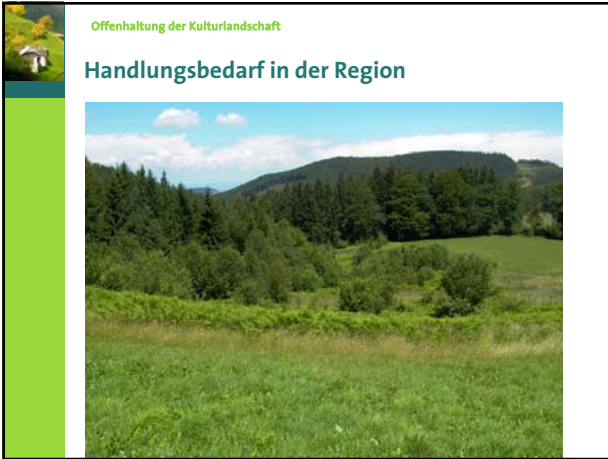 Offenhaltung der Kulturlandschaft
Handlungsbedarf in der Region